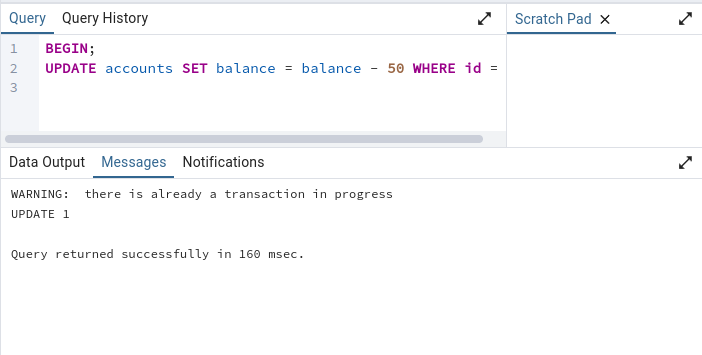 Query Query History
Scratch Pad ×
1 BEGIN;
2 UPDATE accounts SET balance = balance - 50 WHERE id =
3
Data Output Messages Notifications
WARNING:  there is already a transaction in progress
UPDATE 1
Query returned successfully in 160 msec.